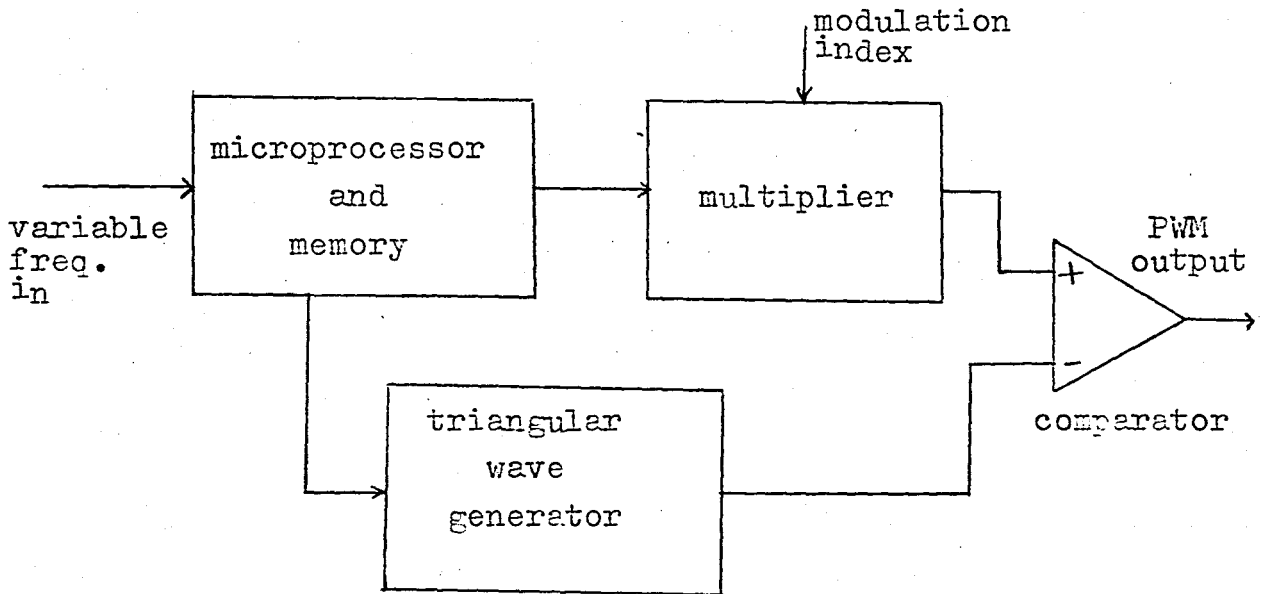 modulation
index
microprocessor
and
memory
multiplier
variable
freq.
in
PWM
output
+
-
comparator
triangular
wave
generator